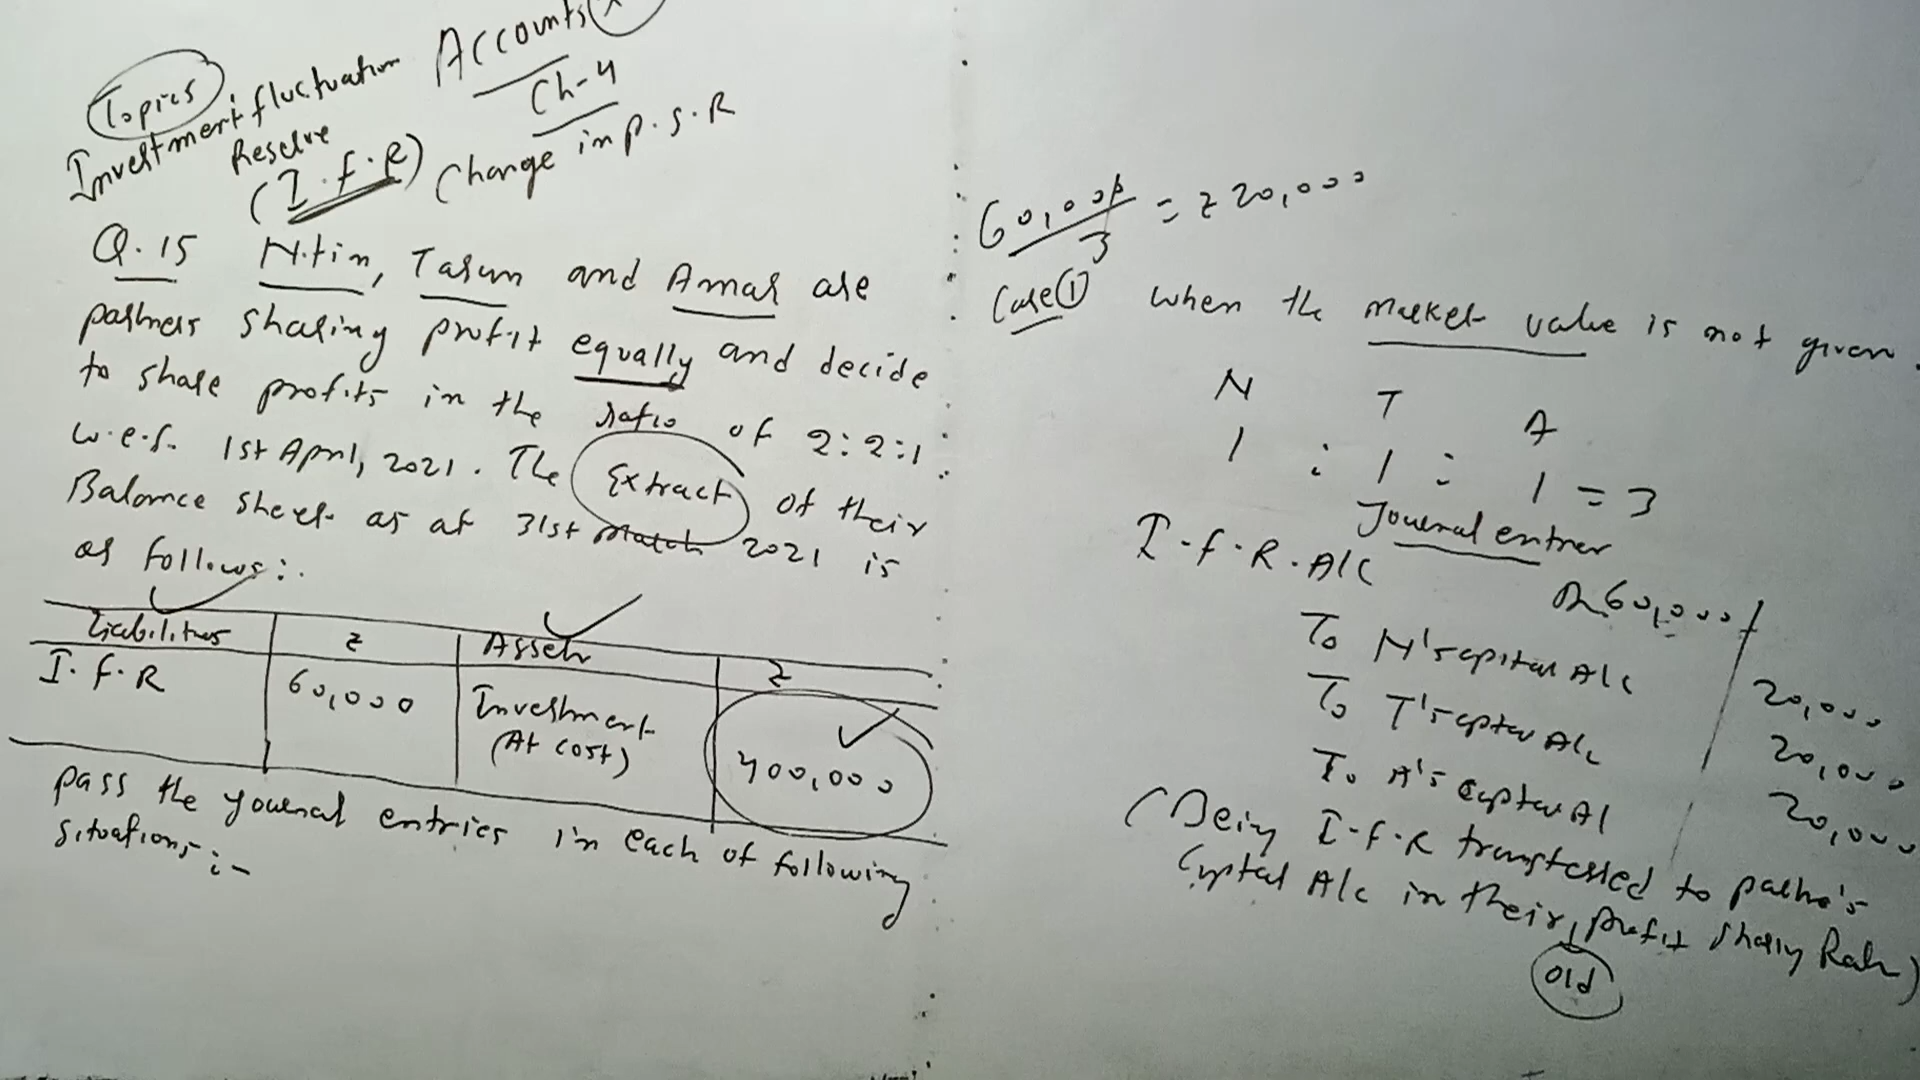 Topics
Accounts
Investment fluctuation
Reserve
(I.f.R)
Ch-4
Change in p.s.R
Q.15 Nitin, Tarun and Amar are
partners sharing profit equally and decide
to share profits in the ratio of 2:2:1
w.e.f. 1st April, 2021. The Extract of their
Balance sheet as at 31st March 2021 is
as follows:.
Liabilities ₹ Assets ₹
I.f.R 60,000 Investment 400,000
(At cost)
pass the journal entries in each of following
situations:-
60,000/3 = ₹20,000
Case ① when the market value is not given.
N T A
1 : 1 : 1 = 3
Journal entries
I.f.R. A/c Dr 60,000
To N's capital A/c 20,000
To T's capital A/c 20,000
To A's Capital A/ 20,000
(Being I.f.R transferred to partner's
Capital A/c in their profit sharing Ratio)
old